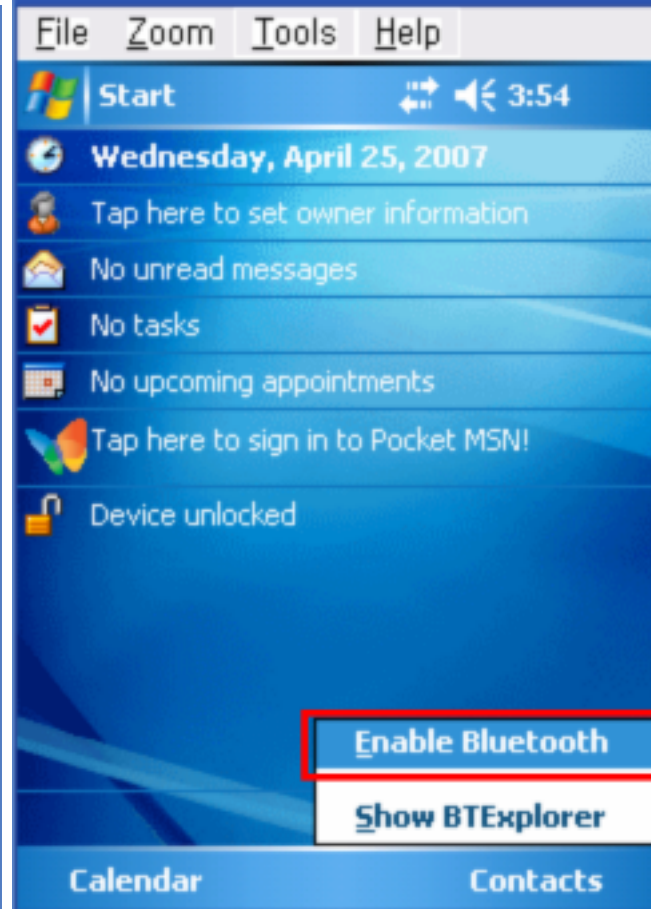 File Zoom Tools Help
Start 3:54
Wednesday, April 25, 2007
Tap here to set owner information
No unread messages
No tasks
No upcoming appointments
Tap here to sign in to Pocket MSN!
Device unlocked
Enable Bluetooth
Show BTExplorer
Calendar Contacts